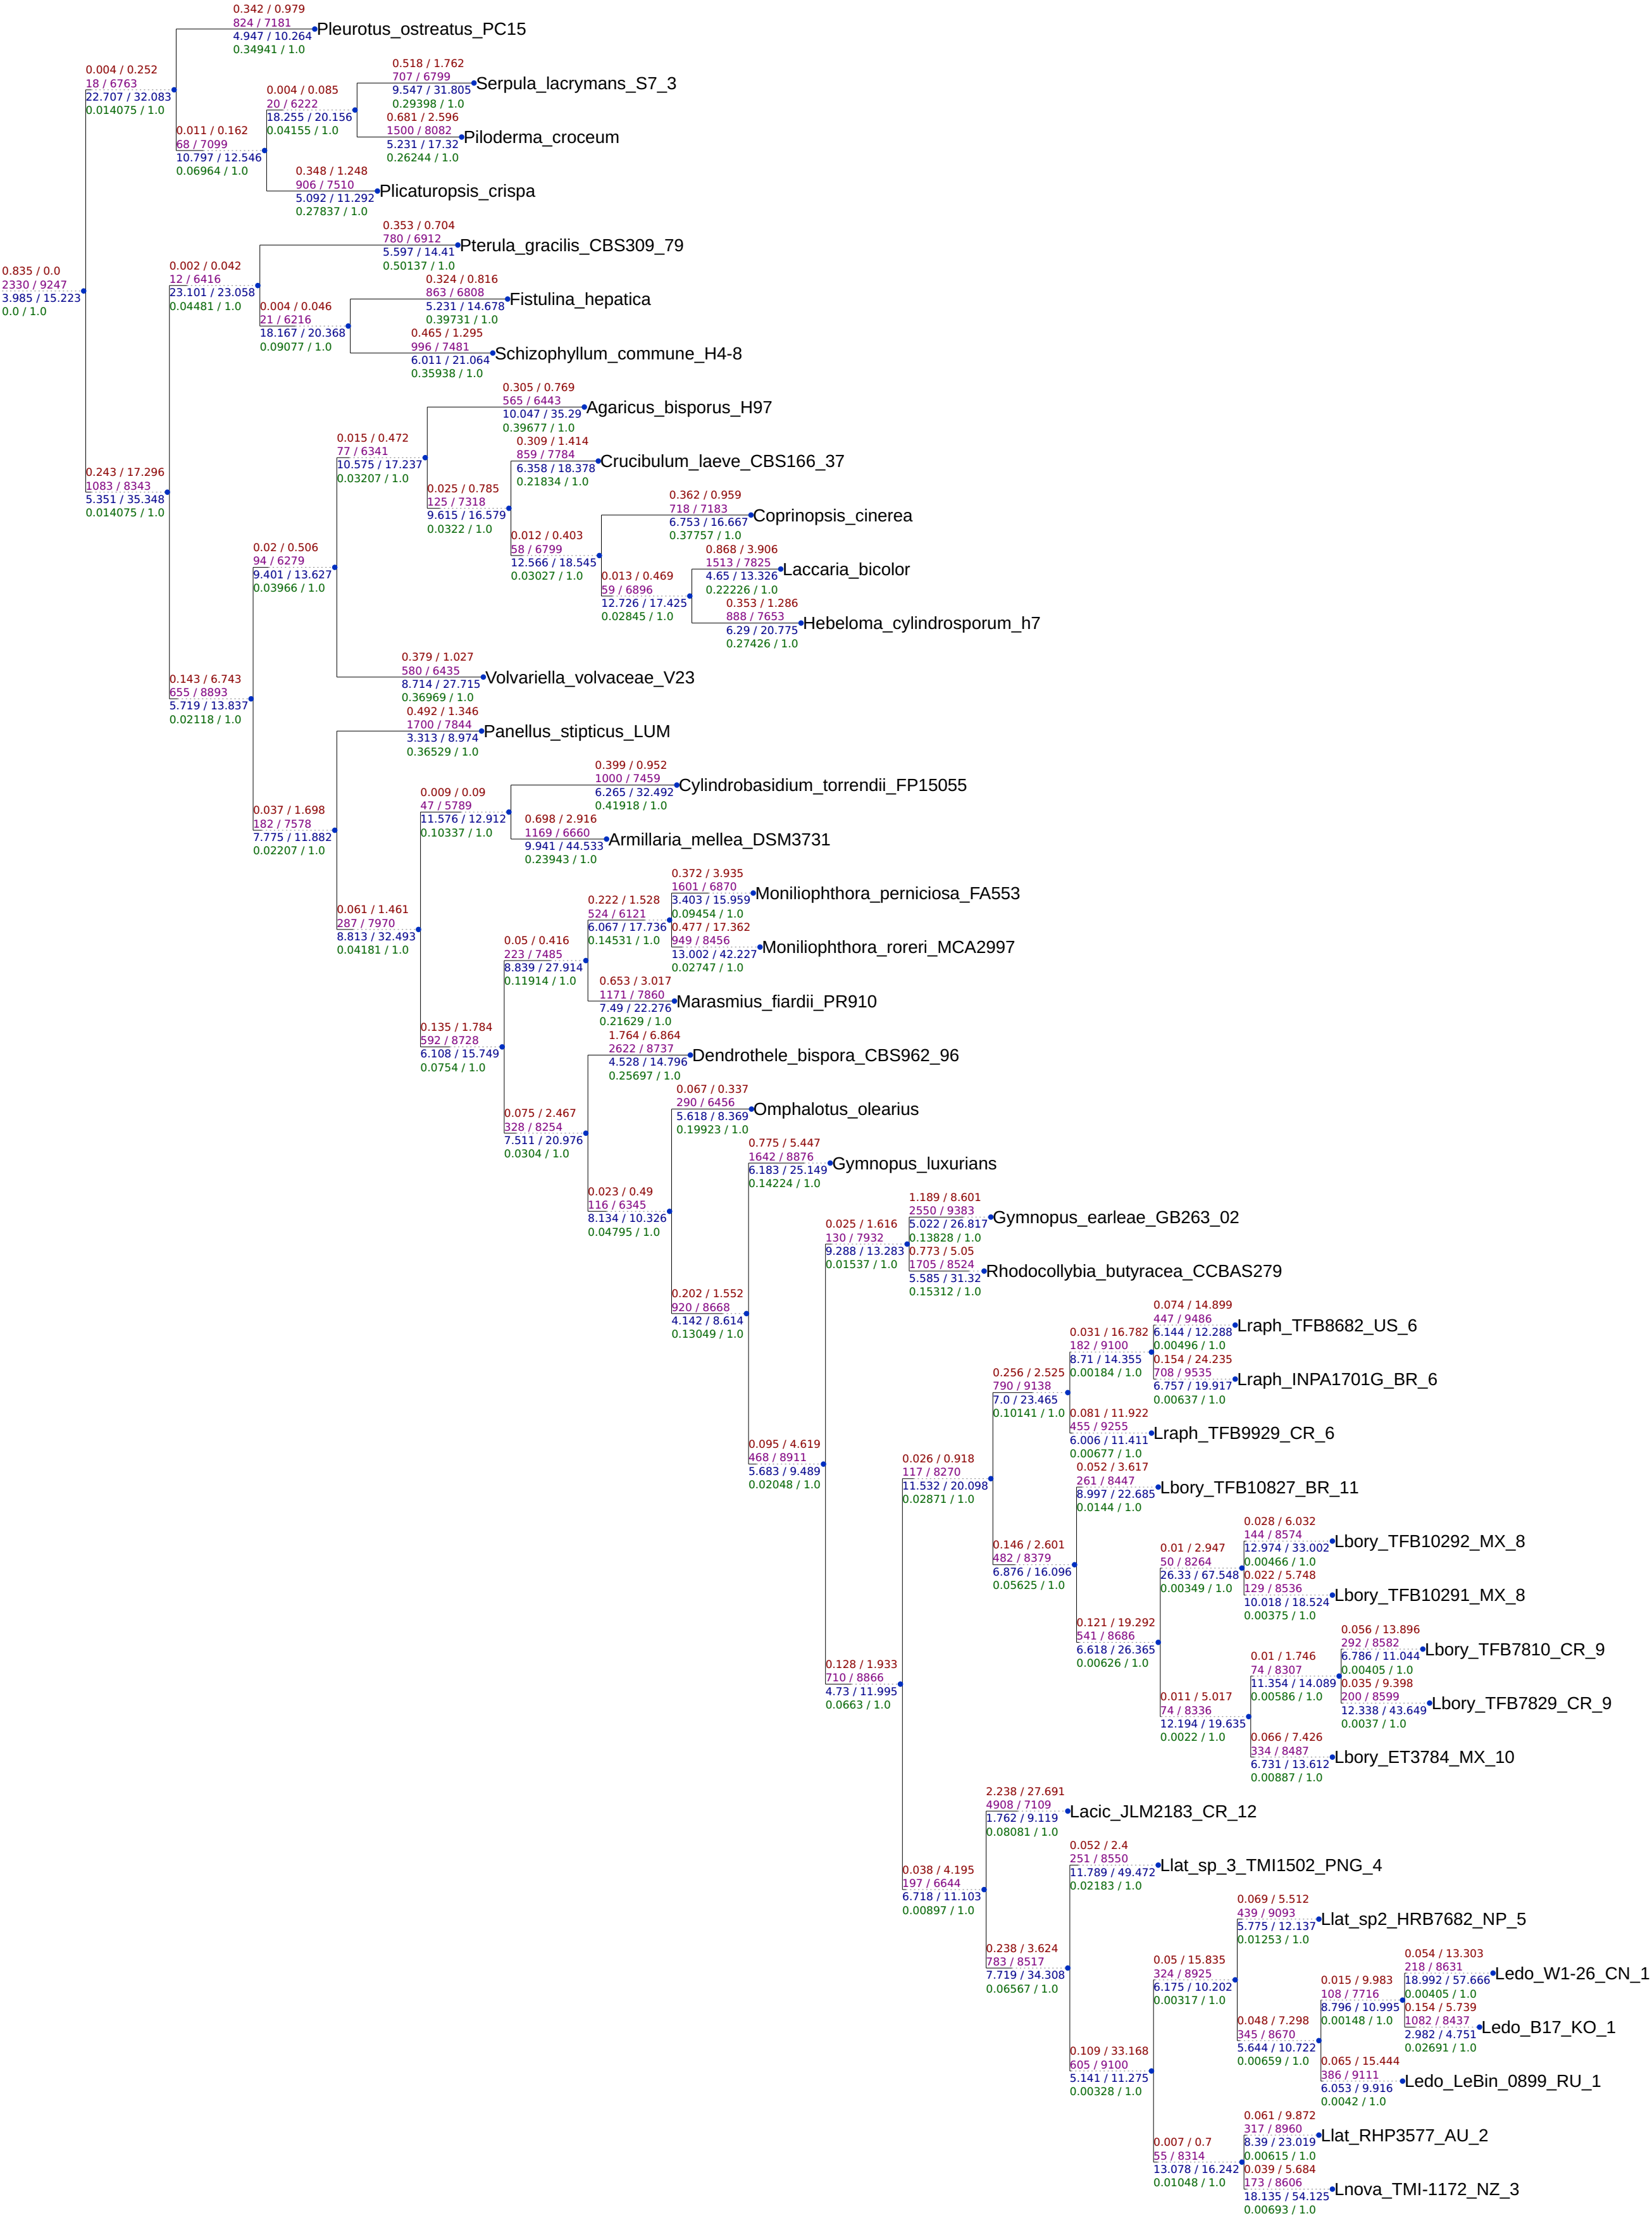 0.342 / 0.979
824 / 7181
Pleurotus_ostreatus_PC15
4.947 / 10.264
0.34941 / 1.0
0.004 / 0.252
18 / 6763
22.707 / 32.083
0.014075 / 1.0
0.518 / 1.762
707 / 6799
Serpula_lacrymans_S7_3
9.547 / 31.805
0.29398 / 1.0
0.004 / 0.085
20 / 6222
18.255 / 20.156
0.04155 / 1.0
0.681 / 2.596
1500 / 8082
Piloderma_croceum
5.231 / 17.32
0.26244 / 1.0
0.011 / 0.162
68 / 7099
10.797 / 12.546
0.06964 / 1.0
0.348 / 1.248
906 / 7510
Plicaturopsis_crispa
5.092 / 11.292
0.27837 / 1.0
0.353 / 0.704
780 / 6912
Pterula_gracilis_CBS309_79
5.597 / 14.41
0.50137 / 1.0
0.835 / 0.0
2330 / 9247
3.985 / 15.223
0.0 / 1.0
0.002 / 0.042
12 / 6416
23.101 / 23.058
0.04481 / 1.0
0.324 / 0.816
863 / 6808
Fistulina_hepatica
5.231 / 14.678
0.39731 / 1.0
0.004 / 0.046
21 / 6216
18.167 / 20.368
0.09077 / 1.0
0.465 / 1.295
996 / 7481
Schizophyllum_commune_H4-8
6.011 / 21.064
0.35938 / 1.0
0.305 / 0.769
565 / 6443
Agaricus_bisporus_H97
10.047 / 35.29
0.39677 / 1.0
0.015 / 0.472
77 / 6341
10.575 / 17.237
0.03207 / 1.0
0.309 / 1.414
859 / 7784
Crucibulum_laeve_CBS166_37
6.358 / 18.378
0.21834 / 1.0
0.243 / 17.296
1083 / 8343
5.351 / 35.348
0.014075 / 1.0
0.025 / 0.785
125 / 7318
9.615 / 16.579
0.0322 / 1.0
0.362 / 0.959
718 / 7183
Coprinopsis_cinerea
6.753 / 16.667
0.37757 / 1.0
0.012 / 0.403
58 / 6799
12.566 / 18.545
0.03027 / 1.0
0.868 / 3.906
1513 / 7825
Laccaria_bicolor
4.65 / 13.326
0.22226 / 1.0
0.02 / 0.506
94 / 6279
9.401 / 13.627
0.03966 / 1.0
0.013 / 0.469
59 / 6896
12.726 / 17.425
0.02845 / 1.0
0.353 / 1.286
888 / 7653
Hebeloma_cylindrosporum_h7
6.29 / 20.775
0.27426 / 1.0
0.379 / 1.027
580 / 6435
Volvariella_volvaceae_V23
8.714 / 27.715
0.36969 / 1.0
0.143 / 6.743
655 / 8893
5.719 / 13.837
0.02118 / 1.0
0.492 / 1.346
1700 / 7844
Panellus_stipticus_LUM
3.313 / 8.974
0.36529 / 1.0
0.399 / 0.952
1000 / 7459
Cylindrobasidium_torrendii_FP15055
6.265 / 32.492
0.41918 / 1.0
0.009 / 0.09
47 / 5789
11.576 / 12.912
0.10337 / 1.0
0.037 / 1.698
182 / 7578
7.775 / 11.882
0.02207 / 1.0
0.698 / 2.916
1169 / 6660
Armillaria_mellea_DSM3731
9.941 / 44.533
0.23943 / 1.0
0.372 / 3.935
1601 / 6870
Moniliophthora_perniciosa_FA553
3.403 / 15.959
0.09454 / 1.0
0.222 / 1.528
524 / 6121
6.067 / 17.736
0.14531 / 1.0
0.061 / 1.461
287 / 7970
8.813 / 32.493
0.04181 / 1.0
0.477 / 17.362
949 / 8456
Moniliophthora_roreri_MCA2997
13.002 / 42.227
0.02747 / 1.0
0.05 / 0.416
223 / 7485
8.839 / 27.914
0.11914 / 1.0
0.653 / 3.017
1171 / 7860
Marasmius_fiardii_PR910
7.49 / 22.276
0.21629 / 1.0
0.135 / 1.784
592 / 8728
6.108 / 15.749
0.0754 / 1.0
1.764 / 6.864
2622 / 8737
Dendrothele_bispora_CBS962_96
4.528 / 14.796
0.25697 / 1.0
0.067 / 0.337
290 / 6456
Omphalotus_olearius
5.618 / 8.369
0.19923 / 1.0
0.075 / 2.467
328 / 8254
7.511 / 20.976
0.0304 / 1.0
0.775 / 5.447
1642 / 8876
Gymnopus_luxurians
6.183 / 25.149
0.14224 / 1.0
0.023 / 0.49
116 / 6345
8.134 / 10.326
0.04795 / 1.0
1.189 / 8.601
2550 / 9383
Gymnopus_earleae_GB263_02
5.022 / 26.817
0.13828 / 1.0
0.025 / 1.616
130 / 7932
9.288 / 13.283
0.01537 / 1.0
0.773 / 5.05
1705 / 8524
Rhodocollybia_butyracea_CCBAS279
5.585 / 31.32
0.15312 / 1.0
0.202 / 1.552
920 / 8668
4.142 / 8.614
0.13049 / 1.0
0.074 / 14.899
447 / 9486
Lraph_TFB8682_US_6
6.144 / 12.288
0.00496 / 1.0
0.031 / 16.782
182 / 9100
8.71 / 14.355
0.00184 / 1.0
0.154 / 24.235
708 / 9535
Lraph_INPA1701G_BR_6
6.757 / 19.917
0.00637 / 1.0
0.256 / 2.525
790 / 9138
7.0 / 23.465
0.10141 / 1.0
0.081 / 11.922
455 / 9255
Lraph_TFB9929_CR_6
6.006 / 11.411
0.00677 / 1.0
0.095 / 4.619
468 / 8911
5.683 / 9.489
0.02048 / 1.0
0.026 / 0.918
117 / 8270
11.532 / 20.098
0.02871 / 1.0
0.052 / 3.617
261 / 8447
Lbory_TFB10827_BR_11
8.997 / 22.685
0.0144 / 1.0
0.028 / 6.032
144 / 8574
Lbory_TFB10292_MX_8
12.974 / 33.002
0.00466 / 1.0
0.146 / 2.601
482 / 8379
6.876 / 16.096
0.05625 / 1.0
0.01 / 2.947
50 / 8264
26.33 / 67.548
0.00349 / 1.0
0.022 / 5.748
129 / 8536
Lbory_TFB10291_MX_8
10.018 / 18.524
0.00375 / 1.0
0.121 / 19.292
541 / 8686
6.618 / 26.365
0.00626 / 1.0
0.056 / 13.896
292 / 8582
Lbory_TFB7810_CR_9
6.786 / 11.044
0.00405 / 1.0
0.128 / 1.933
710 / 8866
4.73 / 11.995
0.0663 / 1.0
0.01 / 1.746
74 / 8307
11.354 / 14.089
0.00586 / 1.0
0.035 / 9.398
200 / 8599
Lbory_TFB7829_CR_9
12.338 / 43.649
0.0037 / 1.0
0.011 / 5.017
74 / 8336
12.194 / 19.635
0.0022 / 1.0
0.066 / 7.426
334 / 8487
Lbory_ET3784_MX_10
6.731 / 13.612
0.00887 / 1.0
2.238 / 27.691
4908 / 7109
Lacic_JLM2183_CR_12
1.762 / 9.119
0.08081 / 1.0
0.052 / 2.4
251 / 8550
Llat_sp_3_TMI1502_PNG_4
11.789 / 49.472
0.02183 / 1.0
0.038 / 4.195
197 / 6644
6.718 / 11.103
0.00897 / 1.0
0.069 / 5.512
439 / 9093
Llat_sp2_HRB7682_NP_5
5.775 / 12.137
0.01253 / 1.0
0.238 / 3.624
783 / 8517
7.719 / 34.308
0.06567 / 1.0
0.05 / 15.835
324 / 8925
6.175 / 10.202
0.00317 / 1.0
0.054 / 13.303
218 / 8631
Ledo_W1-26_CN_1
18.992 / 57.666
0.00405 / 1.0
0.015 / 9.983
108 / 7716
8.796 / 10.995
0.00148 / 1.0
0.154 / 5.739
1082 / 8437
Ledo_B17_KO_1
2.982 / 4.751
0.02691 / 1.0
0.048 / 7.298
345 / 8670
5.644 / 10.722
0.00659 / 1.0
0.109 / 33.168
605 / 9100
5.141 / 11.275
0.00328 / 1.0
0.065 / 15.444
386 / 9111
Ledo_LeBin_0899_RU_1
6.053 / 9.916
0.0042 / 1.0
0.061 / 9.872
317 / 8960
Llat_RHP3577_AU_2
8.39 / 23.019
0.00615 / 1.0
0.007 / 0.7
55 / 8314
13.078 / 16.242
0.01048 / 1.0
0.039 / 5.684
173 / 8606
Lnova_TMI-1172_NZ_3
18.135 / 54.125
0.00693 / 1.0